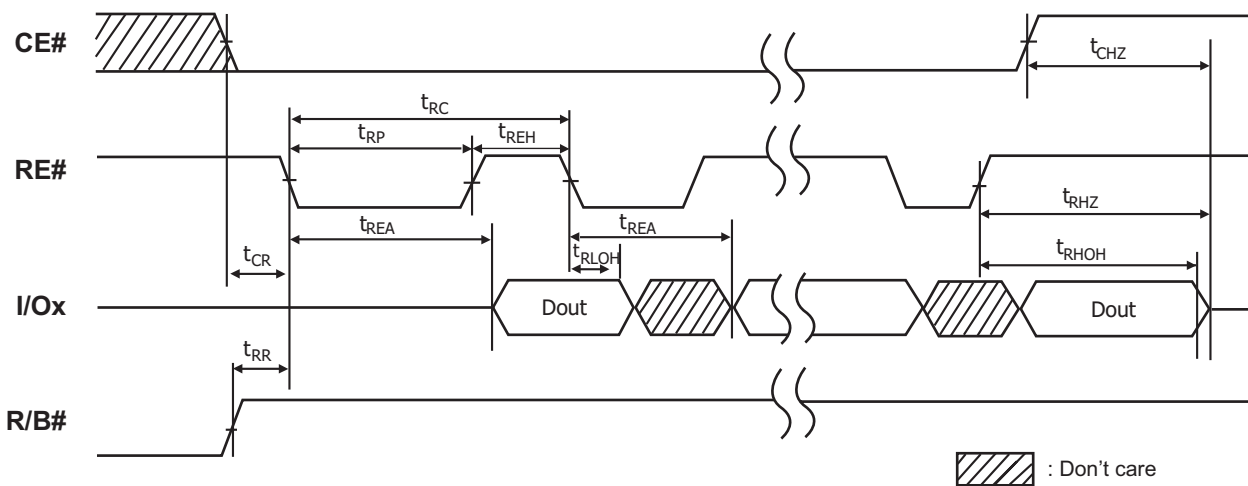 CE#
tCHZ
tRC
tRP
tREH
RE#
tREA
tREA
tRHZ
tCR
tRLOH
tRHOH
I/Ox
Dout
Dout
tRR
R/B#
: Don't care